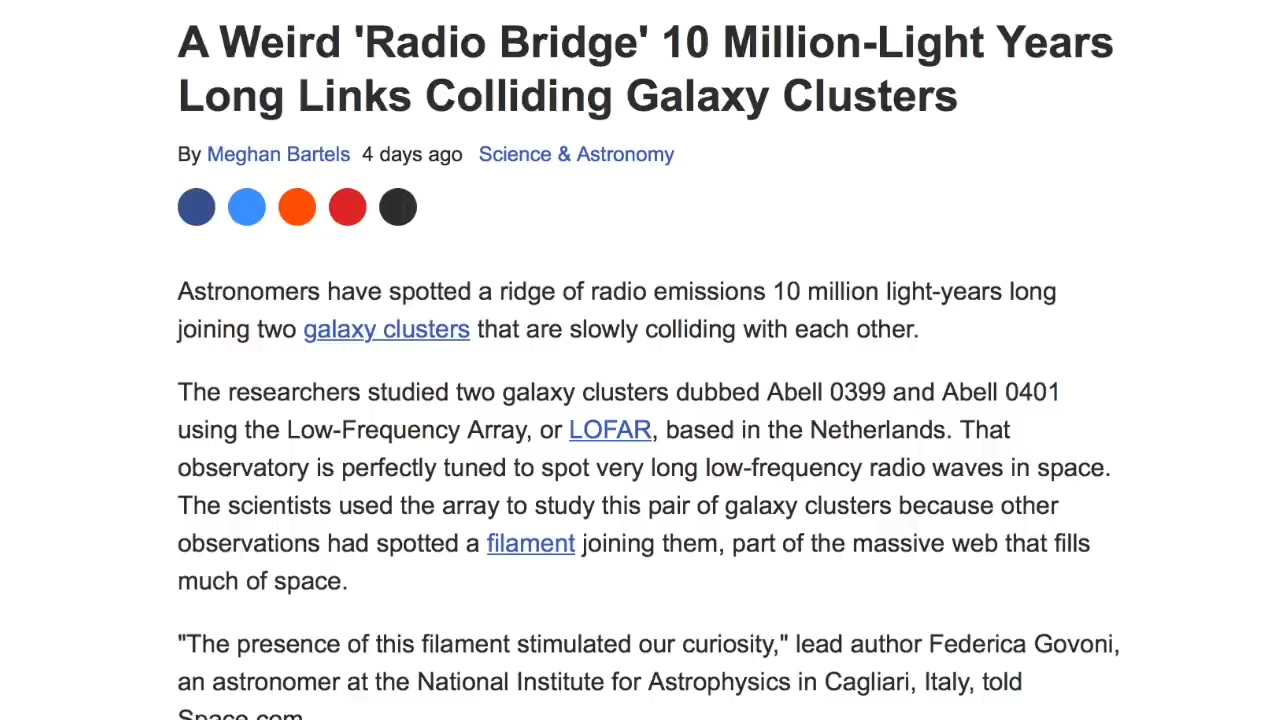 A Weird 'Radio Bridge' 10 Million-Light Years
Long Links Colliding Galaxy Clusters
By Meghan Bartels 4 days ago Science & Astronomy
Astronomers have spotted a ridge of radio emissions 10 million light-years long
joining two galaxy clusters that are slowly colliding with each other.
The researchers studied two galaxy clusters dubbed Abell 0399 and Abell 0401
using the Low-Frequency Array, or LOFAR, based in the Netherlands. That
observatory is perfectly tuned to spot very long low-frequency radio waves in space.
The scientists used the array to study this pair of galaxy clusters because other
observations had spotted a filament joining them, part of the massive web that fills
much of space.
"The presence of this filament stimulated our curiosity," lead author Federica Govoni,
an astronomer at the National Institute for Astrophysics in Cagliari, Italy, told
Space.com